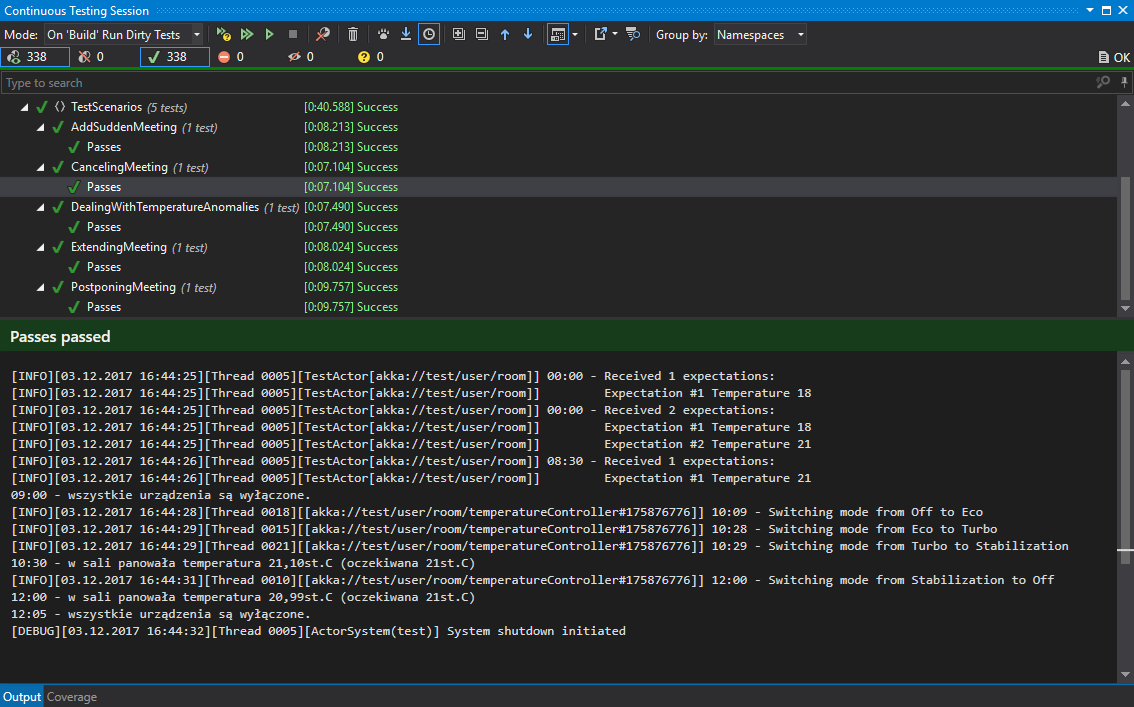 Continuous Testing Session
Mode: On 'Build' Run Dirty Tests Group by: Namespaces
338 0 338 0 0 ? 0 OK
Type to search
TestScenarios (5 tests) [0:40.588] Success
AddSuddenMeeting (1 test) [0:08.213] Success
Passes [0:08.213] Success
CancelingMeeting (1 test) [0:07.104] Success
Passes [0:07.104] Success
DealingWithTemperatureAnomalies (1 test) [0:07.490] Success
Passes [0:07.490] Success
ExtendingMeeting (1 test) [0:08.024] Success
Passes [0:08.024] Success
PostponingMeeting (1 test) [0:09.757] Success
Passes [0:09.757] Success
Passes passed
[INFO][03.12.2017 16:44:25][Thread 0005][TestActor[akka://test/user/room]] 00:00 - Received 1 expectations:
[INFO][03.12.2017 16:44:25][Thread 0005][TestActor[akka://test/user/room]] Expectation #1 Temperature 18
[INFO][03.12.2017 16:44:25][Thread 0005][TestActor[akka://test/user/room]] 00:00 - Received 2 expectations:
[INFO][03.12.2017 16:44:25][Thread 0005][TestActor[akka://test/user/room]] Expectation #1 Temperature 18
[INFO][03.12.2017 16:44:25][Thread 0005][TestActor[akka://test/user/room]] Expectation #2 Temperature 21
[INFO][03.12.2017 16:44:26][Thread 0005][TestActor[akka://test/user/room]] 08:30 - Received 1 expectations:
[INFO][03.12.2017 16:44:26][Thread 0005][TestActor[akka://test/user/room]] Expectation #1 Temperature 21
09:00 - wszystkie urządzenia są wyłączone.
[INFO][03.12.2017 16:44:28][Thread 0018][[akka://test/user/room/temperatureController#175876776]] 10:09 - Switching mode from Off to Eco
[INFO][03.12.2017 16:44:29][Thread 0015][[akka://test/user/room/temperatureController#175876776]] 10:28 - Switching mode from Eco to Turbo
[INFO][03.12.2017 16:44:29][Thread 0021][[akka://test/user/room/temperatureController#175876776]] 10:29 - Switching mode from Turbo to Stabilization
10:30 - w sali panowała temperatura 21,10st.C (oczekiwana 21st.C)
[INFO][03.12.2017 16:44:31][Thread 0010][[akka://test/user/room/temperatureController#175876776]] 12:00 - Switching mode from Stabilization to Off
12:00 - w sali panowała temperatura 20,99st.C (oczekiwana 21st.C)
12:05 - wszystkie urządzenia są wyłączone.
[DEBUG][03.12.2017 16:44:32][Thread 0005][ActorSystem(test)] System shutdown initiated
Output Coverage